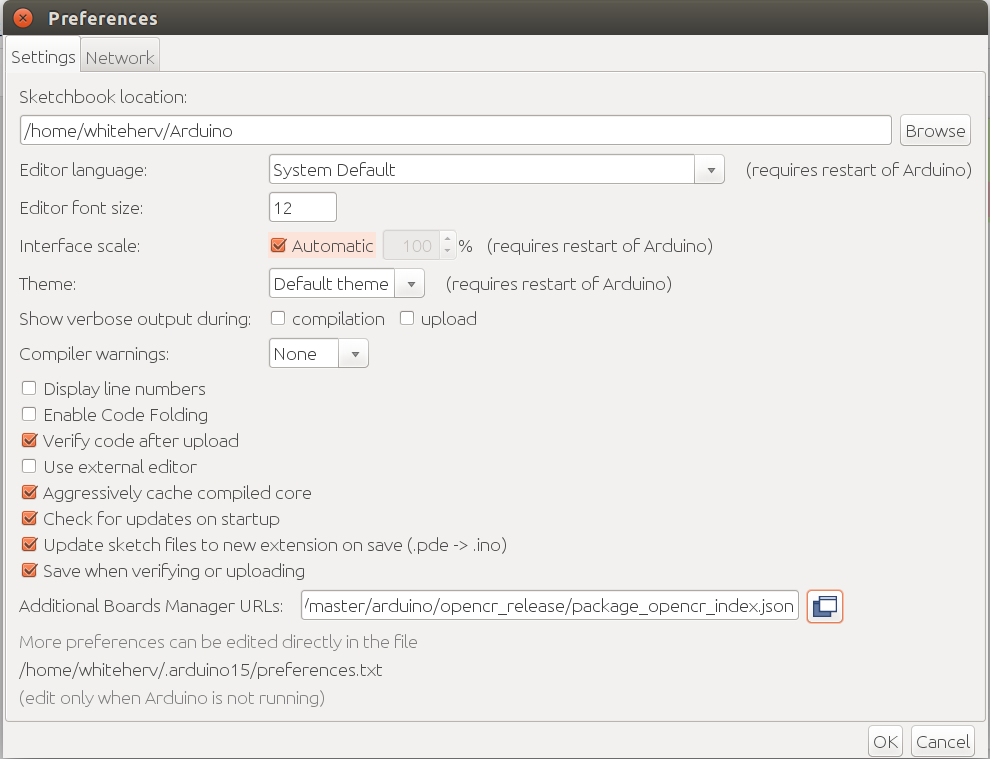 Preferences
Settings Network
Sketchbook location:
/home/whiteherv/Arduino Browse
Editor language: System Default (requires restart of Arduino)
Editor font size: 12
Interface scale: Automatic 100 % (requires restart of Arduino)
Theme: Default theme (requires restart of Arduino)
Show verbose output during: compilation upload
Compiler warnings: None
Display line numbers
Enable Code Folding
Verify code after upload
Use external editor
Aggressively cache compiled core
Check for updates on startup
Update sketch files to new extension on save (.pde -> .ino)
Save when verifying or uploading
Additional Boards Manager URLs: /master/arduino/opencr_release/package_opencr_index.json
More preferences can be edited directly in the file
/home/whiteherv/.arduino15/preferences.txt
(edit only when Arduino is not running)
OK Cancel